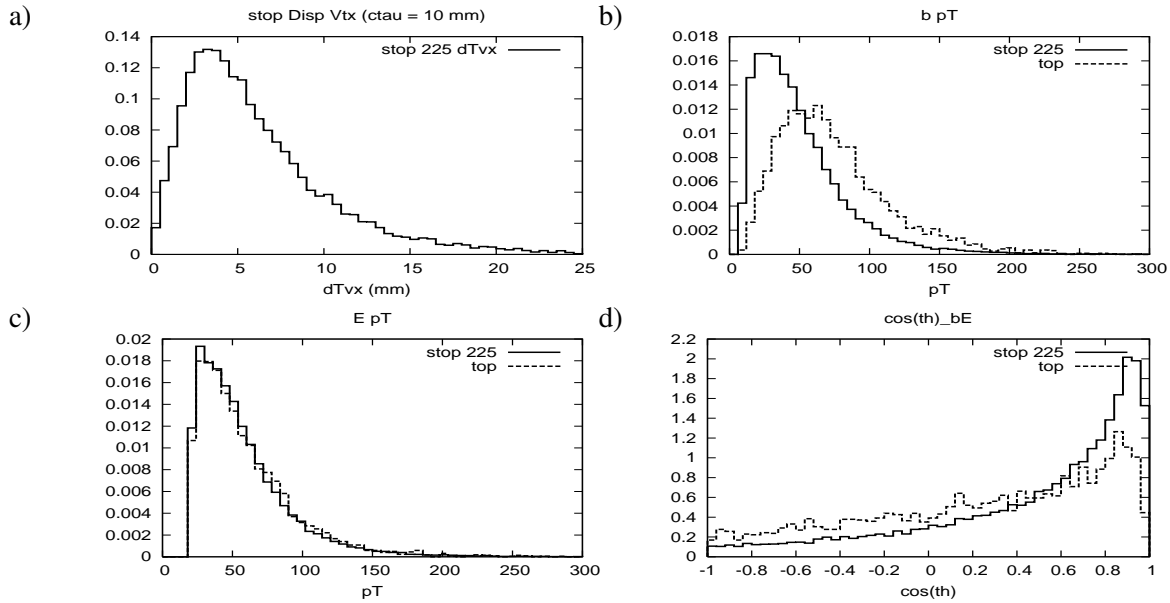 a)
stop Disp Vtx (ctau = 10 mm)
stop 225 dTvx
0.14
0.12
0.1
0.08
0.06
0.04
0.02
0
0 5 10 15 20 25
dTvx (mm)
b)
b pT
stop 225
top
0.018
0.016
0.014
0.012
0.01
0.008
0.006
0.004
0.002
0
0 50 100 150 200 250 300
pT
c)
E pT
stop 225
top
0.02
0.018
0.016
0.014
0.012
0.01
0.008
0.006
0.004
0.002
0
0 50 100 150 200 250 300
pT
d)
cos(th)_bE
stop 225
top
2.2
2
1.8
1.6
1.4
1.2
1
0.8
0.6
0.4
0.2
0
-1 -0.8 -0.6 -0.4 -0.2 0 0.2 0.4 0.6 0.8 1
cos(th)